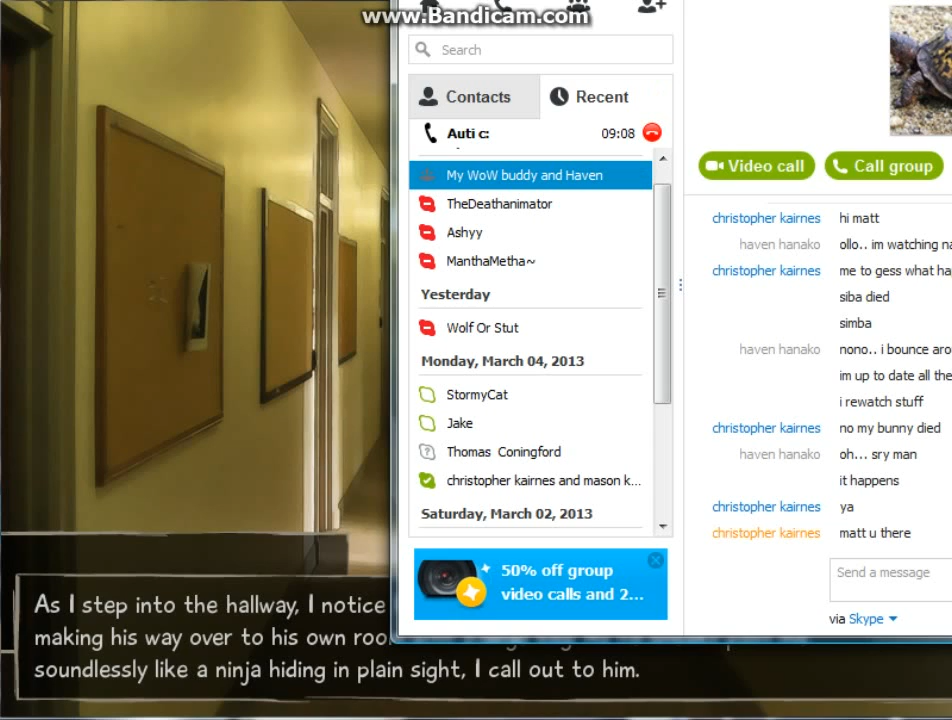 www.Bandicam.com
Search
Contacts
Recent
Auti c:
09:08
My WoW buddy and Haven
TheDeathanimator
Ashyy
ManthaMetha~
Yesterday
Wolf Or Stut
Monday, March 04, 2013
StormyCat
Jake
Thomas Coningford
christopher kairnes and mason k...
Saturday, March 02, 2013
50% off group
video calls and 2...
Video call
Call group
christopher kairnes hi matt
haven hanako ollo.. im watching na
christopher kairnes me to gess what ha
siba died
simba
haven hanako nono.. i bounce aro
im up to date all the
i rewatch stuff
christopher kairnes no my bunny died
haven hanako oh... sry man
it happens
christopher kairnes ya
christopher kairnes matt u there
Send a message
via Skype
As I step into the hallway, I notice
making his way over to his own roo
soundlessly like a ninja hiding in plain sight, I call out to him.